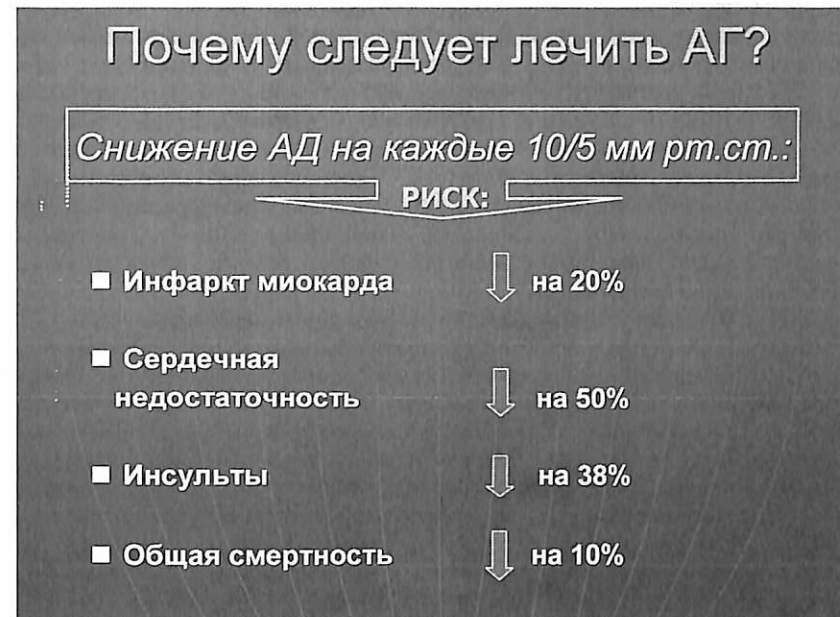 Почему следует лечить АГ?
Снижение АД на каждые 10/5 мм рт.ст.:
РИСК:
Инфаркт миокарда на 20%
Сердечная
недостаточность на 50%
Инсульты на 38%
Общая смертность на 10%